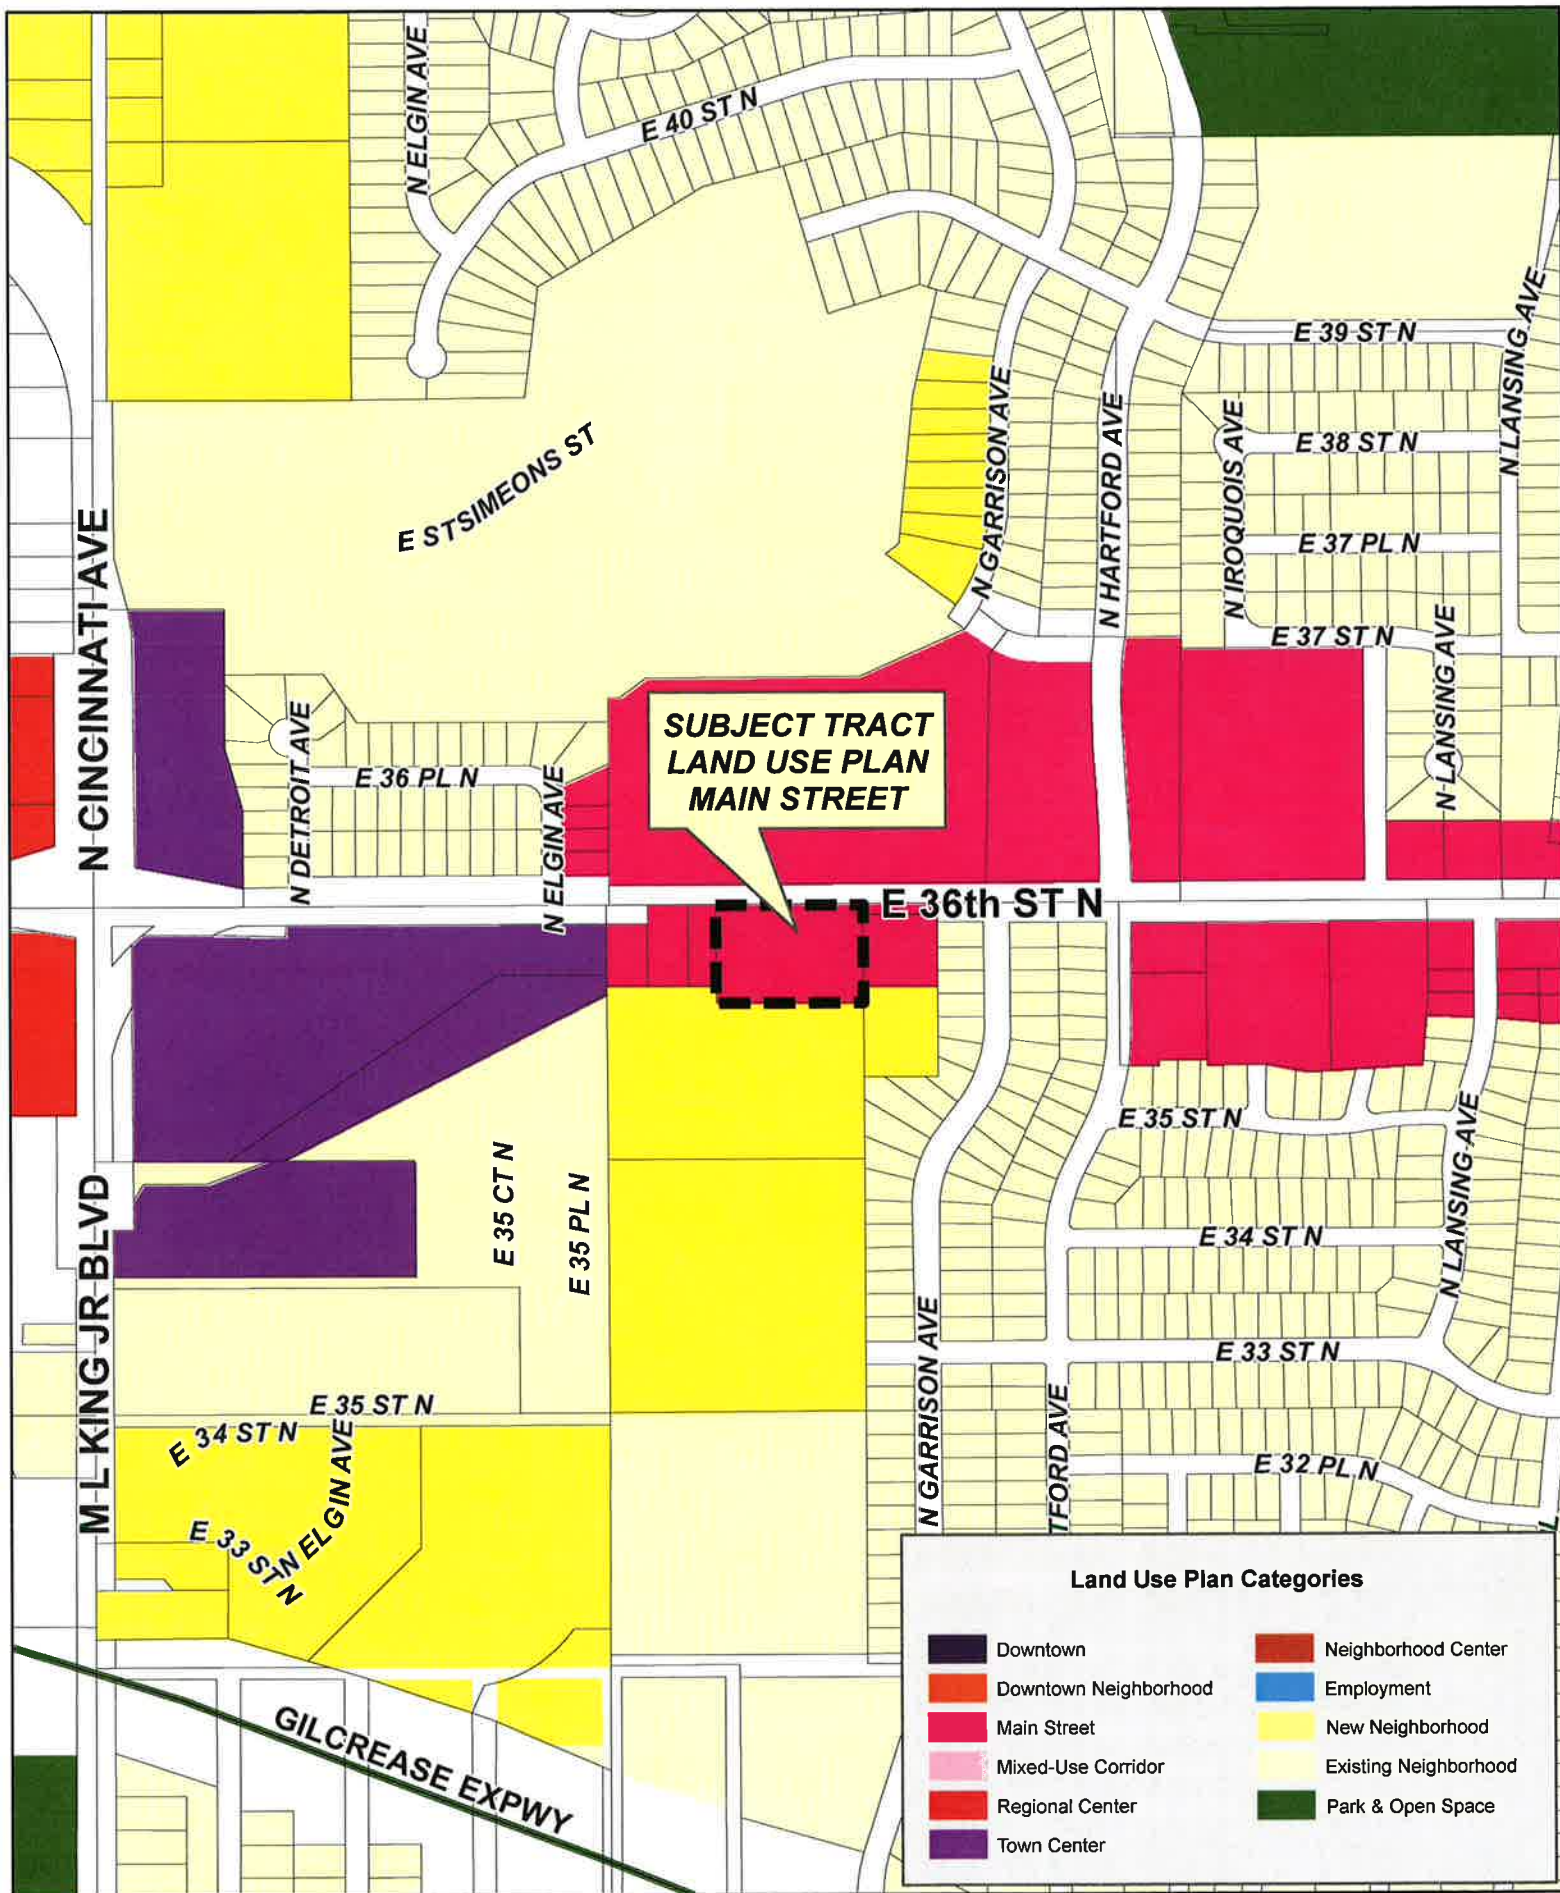 N ELGIN AVE
E 40 ST N
N LANSING AVE
E 39 ST N
N GARRISON AVE
N HARTFORD AVE
N IROQUOIS AVE
E 38 ST N
E ST SIMEONS ST
N CINCINNATI AVE
E 37 PL N
E 37 ST N
N LANSING AVE
SUBJECT TRACT
LAND USE PLAN
MAIN STREET
N DETROIT AVE
E 36 PL N
N ELGIN AVE
E 36th ST N
E 35 ST N
N LANSING AVE
E 35 CT N
E 35 PL N
M L KING JR BLVD
E 34 ST N
N GARRISON AVE
E 33 ST N
E 35 ST N
E 34 ST N
N ELGIN AVE
TFORD AVE
E 32 PL N
E 33 ST N
L
GILCREASE EXPWY
Land Use Plan Categories
Downtown
Downtown Neighborhood
Main Street
Mixed-Use Corridor
Regional Center
Town Center
Neighborhood Center
Employment
New Neighborhood
Existing Neighborhood
Park & Open Space